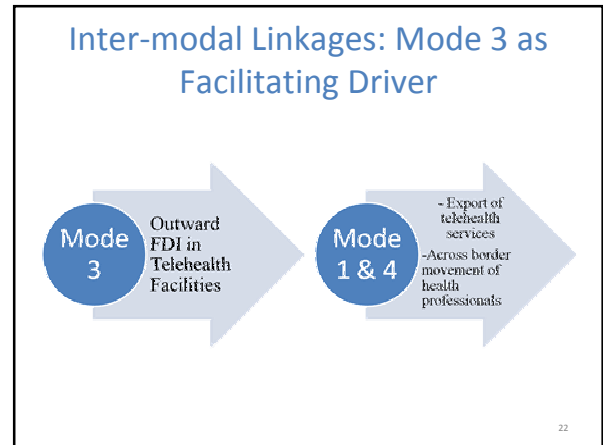 Inter-modal Linkages: Mode 3 as
Facilitating Driver
Mode
3
Outward
FDI in
Telehealth
Facilities
Mode
1 & 4
- Export of
telehealth
services
-Across border
movement of
health
professionals
22